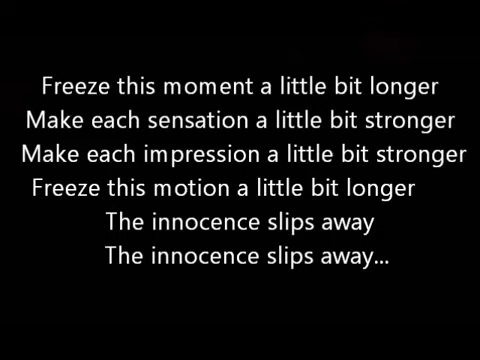 Freeze this moment a little bit longer
Make each sensation a little bit stronger
Make each impression a little bit stronger
Freeze this motion a little bit longer
The innocence slips away
The innocence slips away...